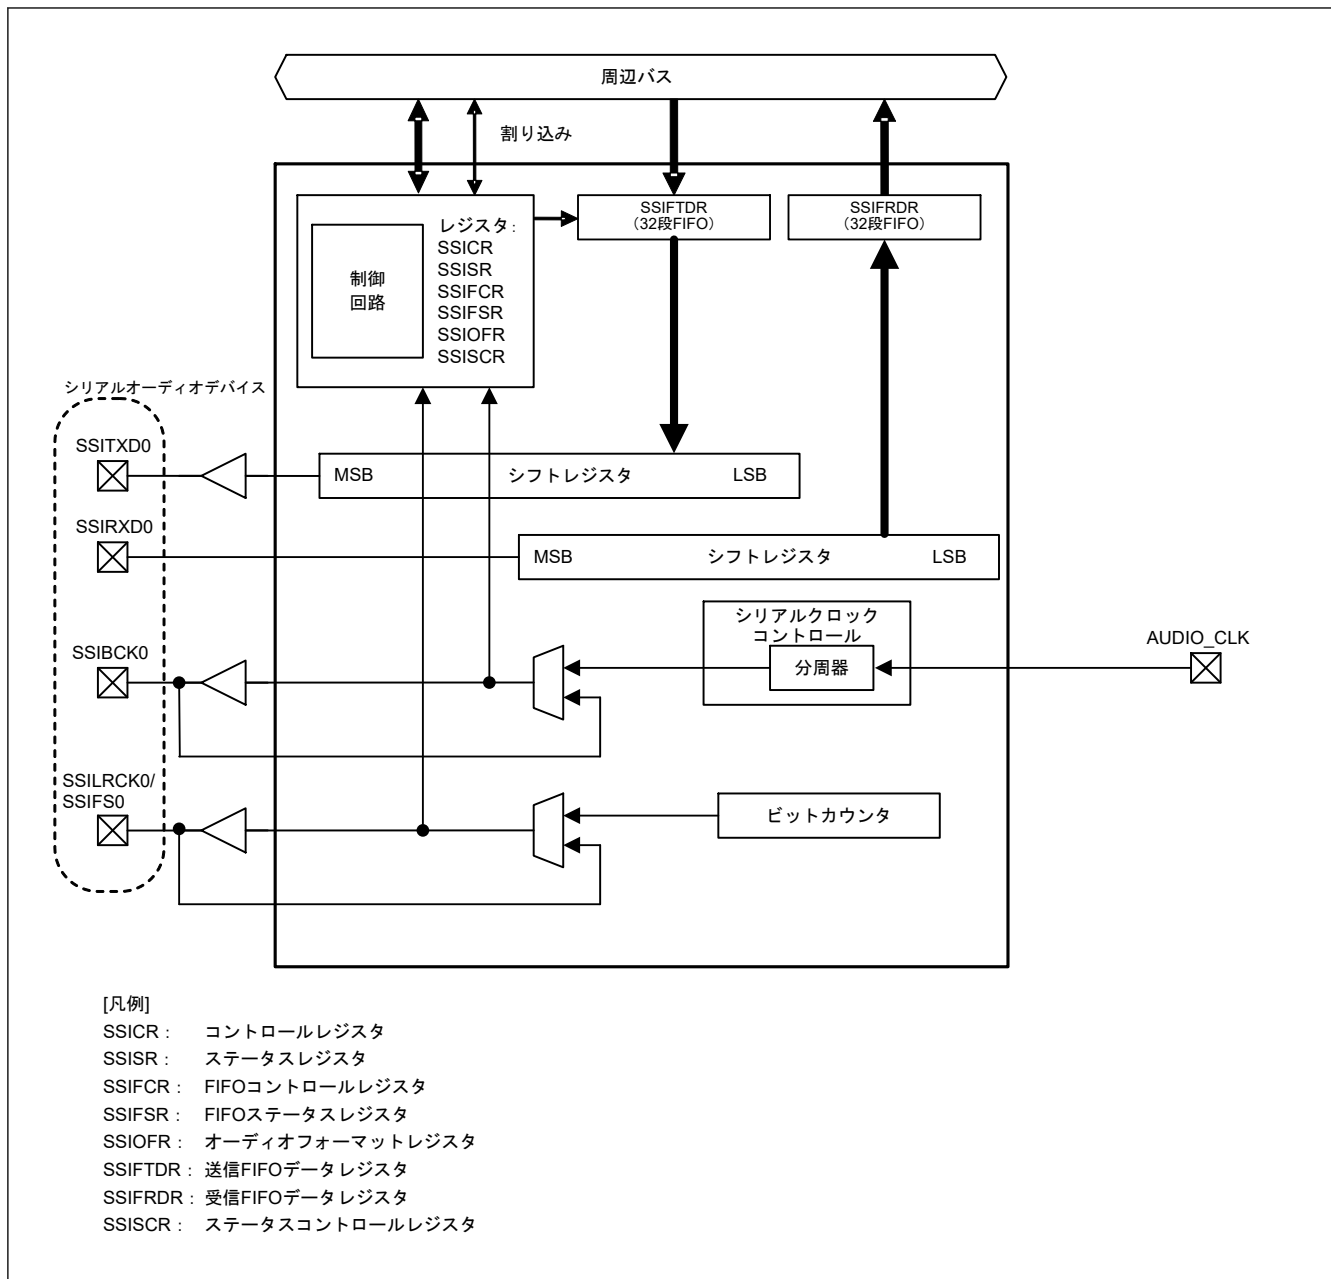 周辺バス
割り込み
SSIFTDR
（32段FIFO）
SSIFRDR
（32段FIFO）
制御
回路
レジスタ：
SSICR
SSISR
SSIFCR
SSIFSR
SSIOFR
SSISCR
シリアルオーディオデバイス
SSITXD0
MSB シフトレジスタ LSB
SSIRXD0
MSB シフトレジスタ LSB
シリアルクロック
コントロール
分周器
AUDIO_CLK
SSIBCK0
SSILRCK0/
SSIFS0
ビットカウンタ
[凡例]
SSICR： コントロールレジスタ
SSISR： ステータスレジスタ
SSIFCR： FIFOコントロールレジスタ
SSIFSR： FIFOステータスレジスタ
SSIOFR： オーディオフォーマットレジスタ
SSIFTDR： 送信FIFOデータレジスタ
SSIFRDR： 受信FIFOデータレジスタ
SSISCR： ステータスコントロールレジスタ